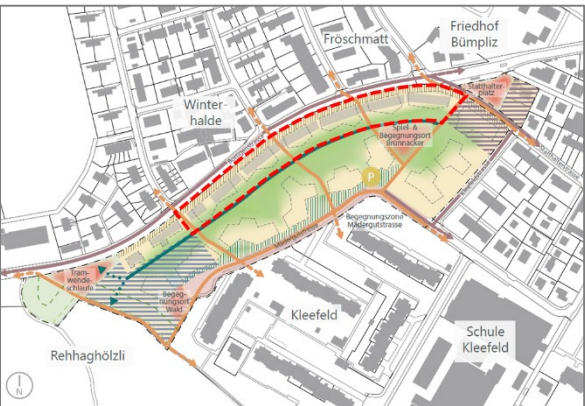 Fröschmatt
Friedhof
Bümpliz
Winter-
halde
Statthalter-
platz
Spiel- &
Begegnungsort
Brünnacker
Statthalterstrasse
P
Begegnungszone
Mädergutstrasse
Tram-
wende-
schlaufe
Begeg-
nungsort
Wald
Kleefeld
Schule
Kleefeld
Rehhaghölzli
N